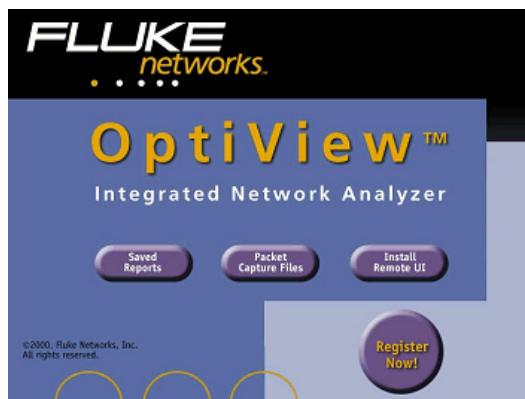 FLUKE
networks.
OptiView™
Integrated Network Analyzer
Saved
Reports
Packet
Capture Files
Install
Remote UI
©2000, Fluke Networks, Inc.
All rights reserved.
Register
Now!